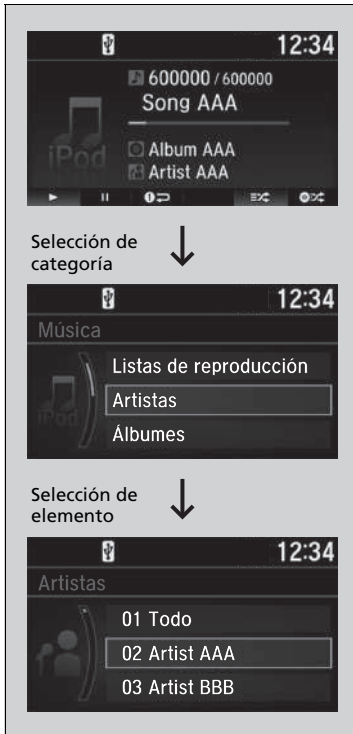 12:34
600000 / 600000
Song AAA
iPod
Album AAA
Artist AAA
Selección de
categoría
12:34
Música
Listas de reproducción
iPod
Artistas
Álbumes
Selección de
elemento
12:34
Artistas
01 Todo
02 Artist AAA
03 Artist BBB